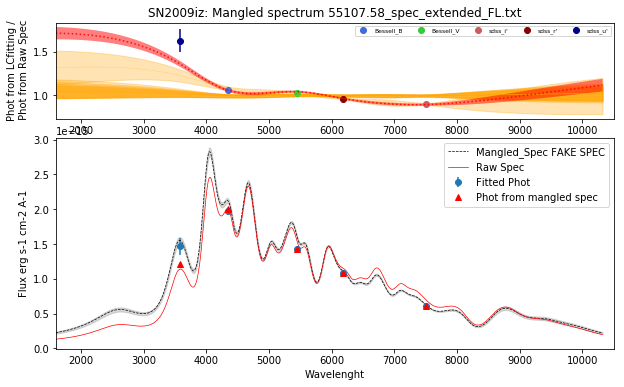 SN2009iz: Mangled spectrum 55107.58_spec_extended_FL.txt
Phot from LCfitting /
Phot from Raw Spec
1.5
1.0
Bessell_B
Bessell_V
sdss_i'
sdss_r'
sdss_u'
2000 3000 4000 5000 6000 7000 8000 9000 10000
Flux erg s-1 cm-2 A-1
3.0
2.5
2.0
1.5
1.0
0.5
0.0
Mangled_Spec FAKE SPEC
Raw Spec
Fitted Phot
Phot from mangled spec
2000 3000 4000 5000 6000 7000 8000 9000 10000
Wavelenght